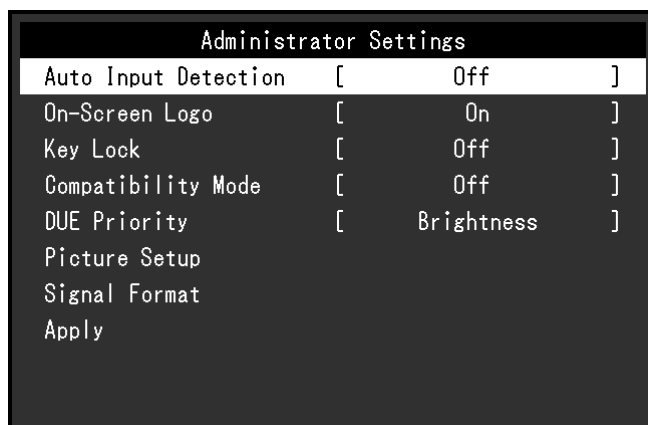 Administrator Settings
Auto Input Detection [ Off ]
On-Screen Logo [ On ]
Key Lock [ Off ]
Compatibility Mode [ Off ]
DUE Priority [ Brightness ]
Picture Setup
Signal Format
Apply